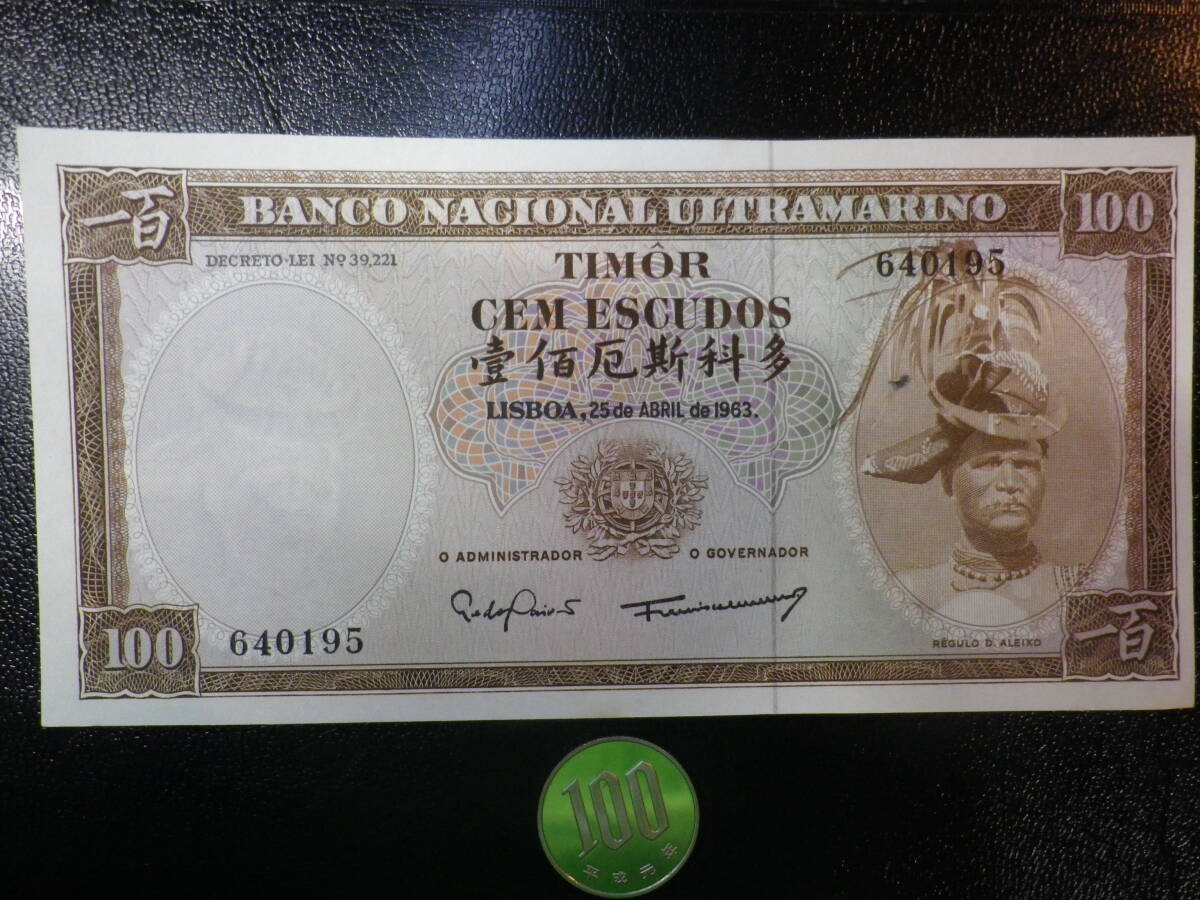 一百
BANCO NACIONAL ULTRAMARINO
100
DECRETO-LEI Nº 39,221
TIMÔR
640195
CEM ESCUDOS
壹佰厄斯科多
LISBOA, 25 de ABRIL de 1963.
O ADMINISTRADOR
O GOVERNADOR
100
640195
RÉGULO D. ALEIXO
一百
100